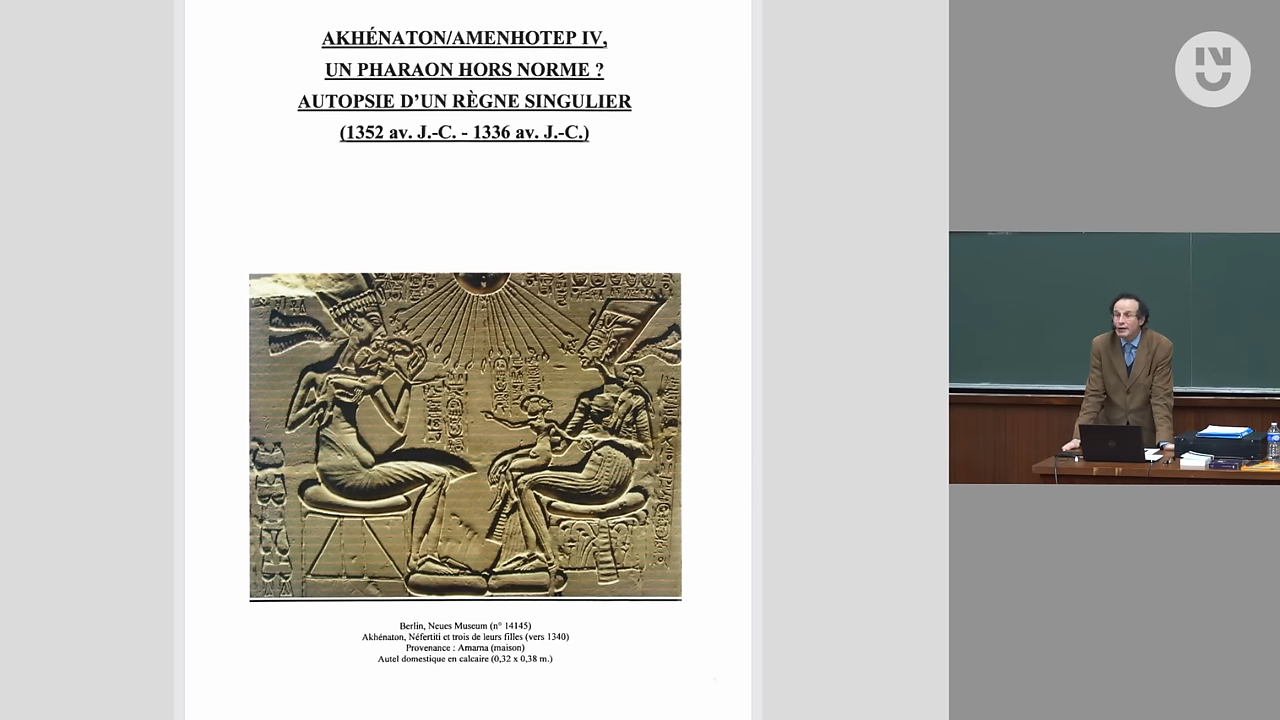 AKHÉNATON/AMENHOTEP IV,
UN PHARAON HORS NORME ?
AUTOPSIE D'UN RÈGNE SINGULIER
(1352 av. J.-C. - 1336 av. J.-C.)
Berlin, Neues Museum (n° 14145)
Akhénaton, Néfertiti et trois de leurs filles (vers 1340)
Provenance : Amarna (maison)
Autel domestique en calcaire (0,32 x 0,38 m.)